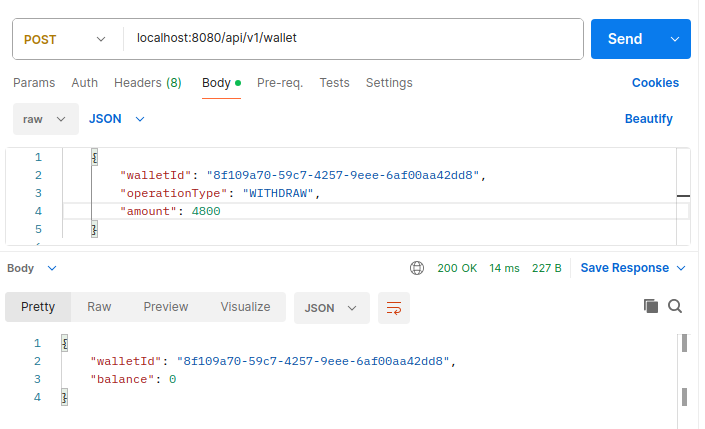 POST localhost:8080/api/v1/wallet Send
Params Auth Headers (8) Body Pre-req. Tests Settings Cookies
raw JSON Beautify
1 {
2 "walletId": "8f109a70-59c7-4257-9eee-6af00aa42dd8",
3 "operationType": "WITHDRAW",
4 "amount": 4800
5 }
Body 200 OK 14 ms 227 B Save Response
Pretty Raw Preview Visualize JSON
1 {
2 "walletId": "8f109a70-59c7-4257-9eee-6af00aa42dd8",
3 "balance": 0
4 }